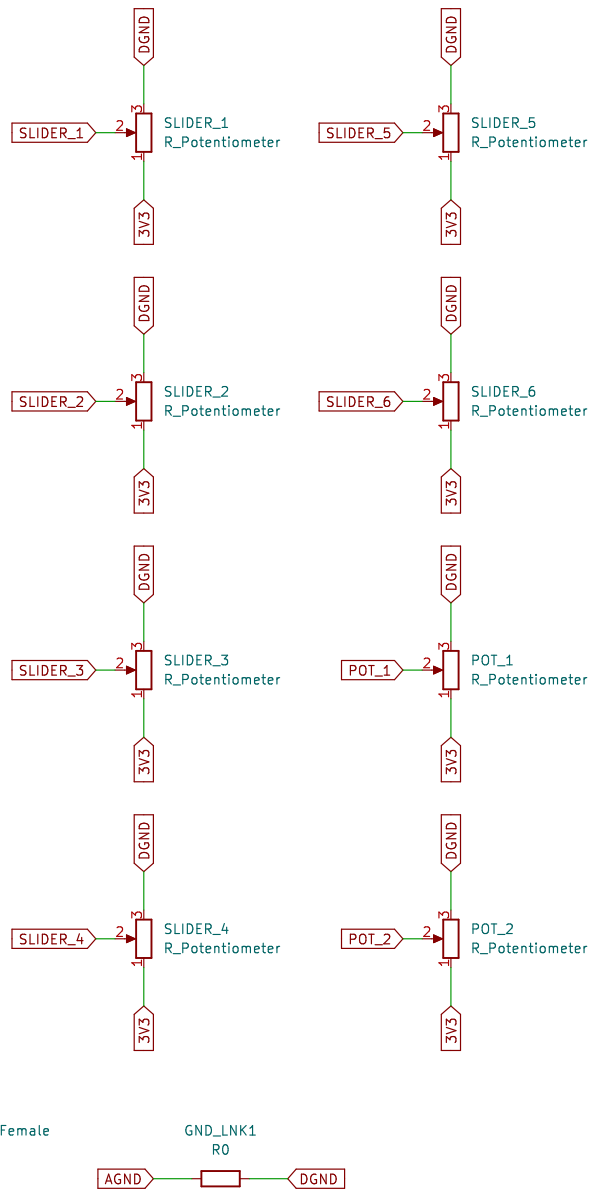 DGND
3
SLIDER_1
2
SLIDER_1
R_Potentiometer
1
3V3
DGND
3
SLIDER_5
2
SLIDER_5
R_Potentiometer
1
3V3
DGND
3
SLIDER_2
2
SLIDER_2
R_Potentiometer
1
3V3
DGND
3
SLIDER_6
2
SLIDER_6
R_Potentiometer
1
3V3
DGND
3
SLIDER_3
2
SLIDER_3
R_Potentiometer
1
3V3
DGND
3
POT_1
2
POT_1
R_Potentiometer
1
3V3
DGND
3
SLIDER_4
2
SLIDER_4
R_Potentiometer
1
3V3
DGND
3
POT_2
2
POT_2
R_Potentiometer
1
3V3
Female
GND_LNK1
R0
AGND
DGND